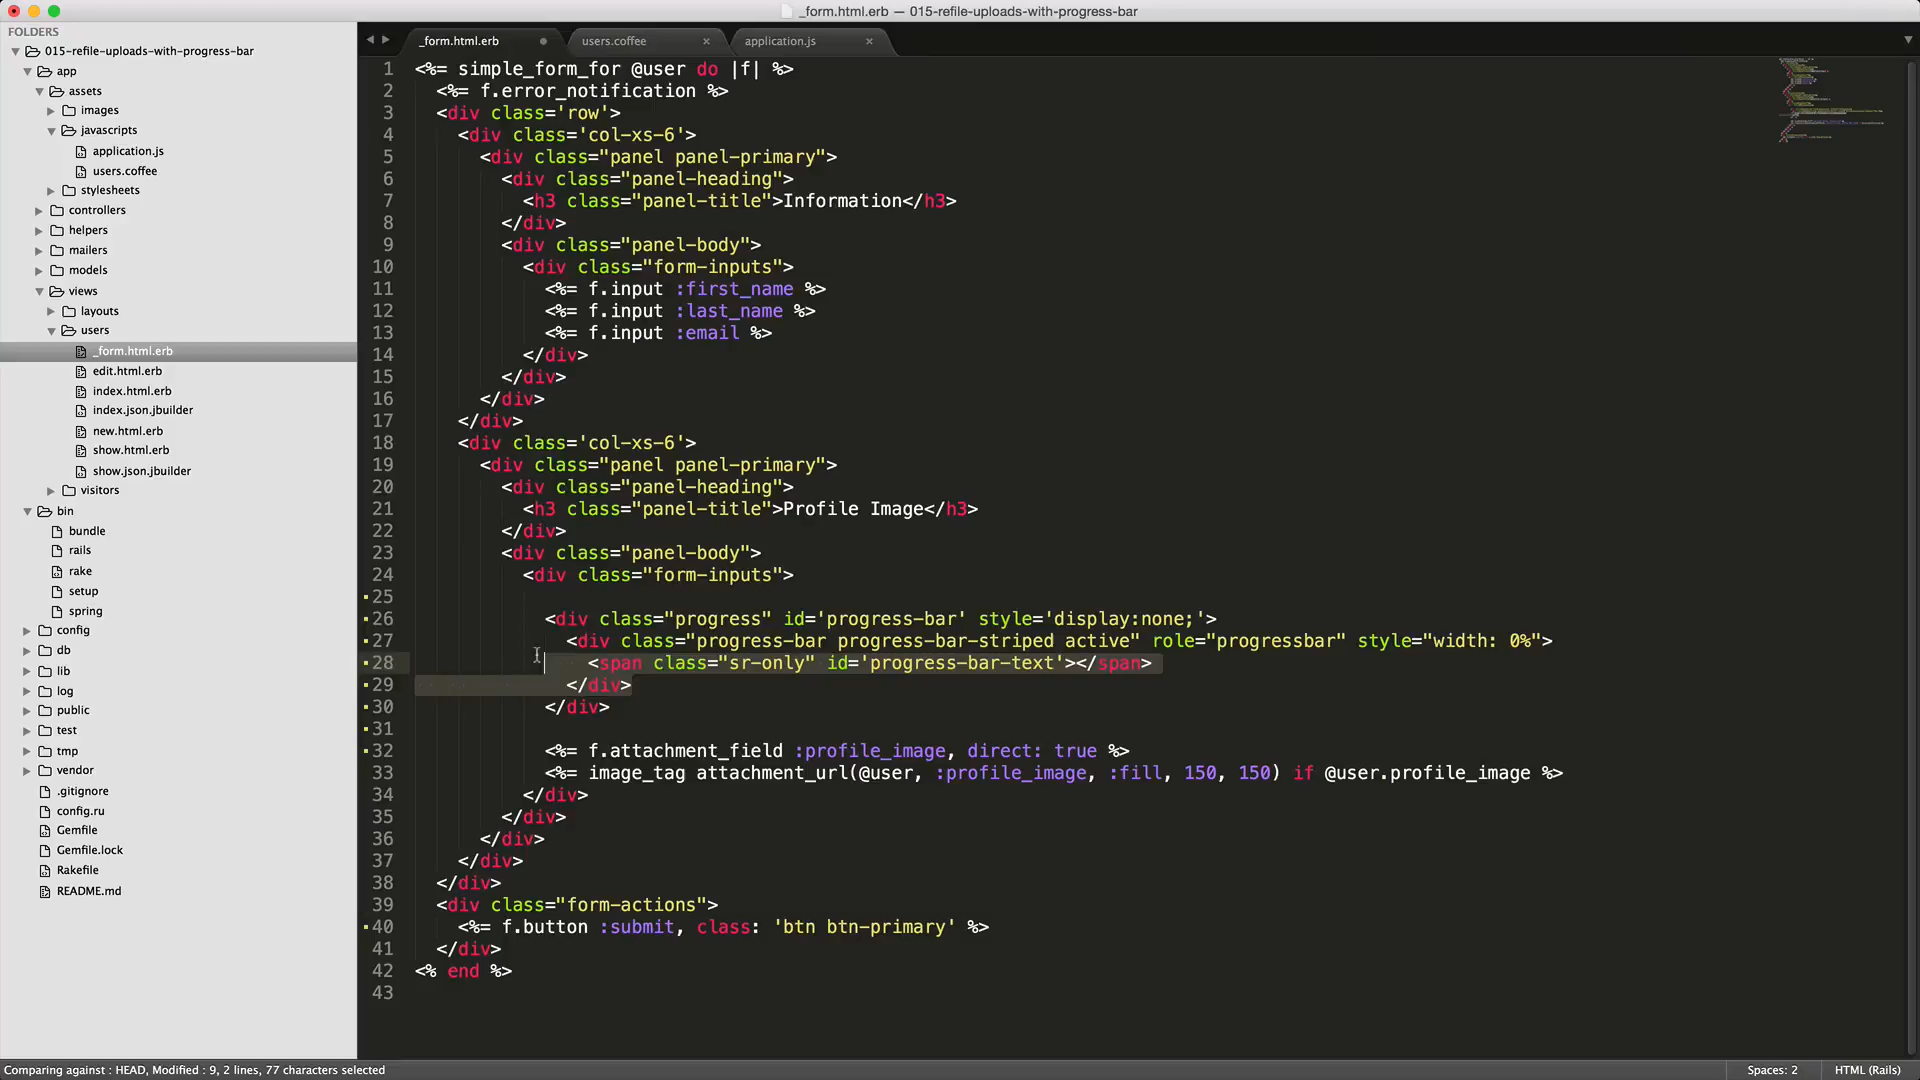 _form.html.erb — 015-refile-uploads-with-progress-bar
FOLDERS
015-refile-uploads-with-progress-bar
app
assets
images
javascripts
application.js
users.coffee
stylesheets
controllers
helpers
mailers
models
views
layouts
users
_form.html.erb
edit.html.erb
index.html.erb
index.json.jbuilder
new.html.erb
show.html.erb
show.json.jbuilder
visitors
bin
bundle
rails
rake
setup
spring
config
db
lib
log
public
test
tmp
vendor
.gitignore
config.ru
Gemfile
Gemfile.lock
Rakefile
README.md
_form.html.erb users.coffee application.js
1 <%= simple_form_for @user do |f| %>
2 <%= f.error_notification %>
3 <div class='row'>
4 <div class='col-xs-6'>
5 <div class="panel panel-primary">
6 <div class="panel-heading">
7 <h3 class="panel-title">Information</h3>
8 </div>
9 <div class="panel-body">
10 <div class="form-inputs">
11 <%= f.input :first_name %>
12 <%= f.input :last_name %>
13 <%= f.input :email %>
14 </div>
15 </div>
16 </div>
17 </div>
18 <div class='col-xs-6'>
19 <div class="panel panel-primary">
20 <div class="panel-heading">
21 <h3 class="panel-title">Profile Image</h3>
22 </div>
23 <div class="panel-body">
24 <div class="form-inputs">
25
26 <div class="progress" id='progress-bar' style='display:none;'>
27 <div class="progress-bar progress-bar-striped active" role="progressbar" style="width: 0%">
28 <span class="sr-only" id='progress-bar-text'></span>
29 </div>
30 </div>
31
32 <%= f.attachment_field :profile_image, direct: true %>
33 <%= image_tag attachment_url(@user, :profile_image, :fill, 150, 150) if @user.profile_image %>
34 </div>
35 </div>
36 </div>
37 </div>
38 </div>
39 <div class="form-actions">
40 <%= f.button :submit, class: 'btn btn-primary' %>
41 </div>
42 <% end %>
43
Comparing against : HEAD, Modified : 9, 2 lines, 77 characters selected
Spaces: 2
HTML (Rails)